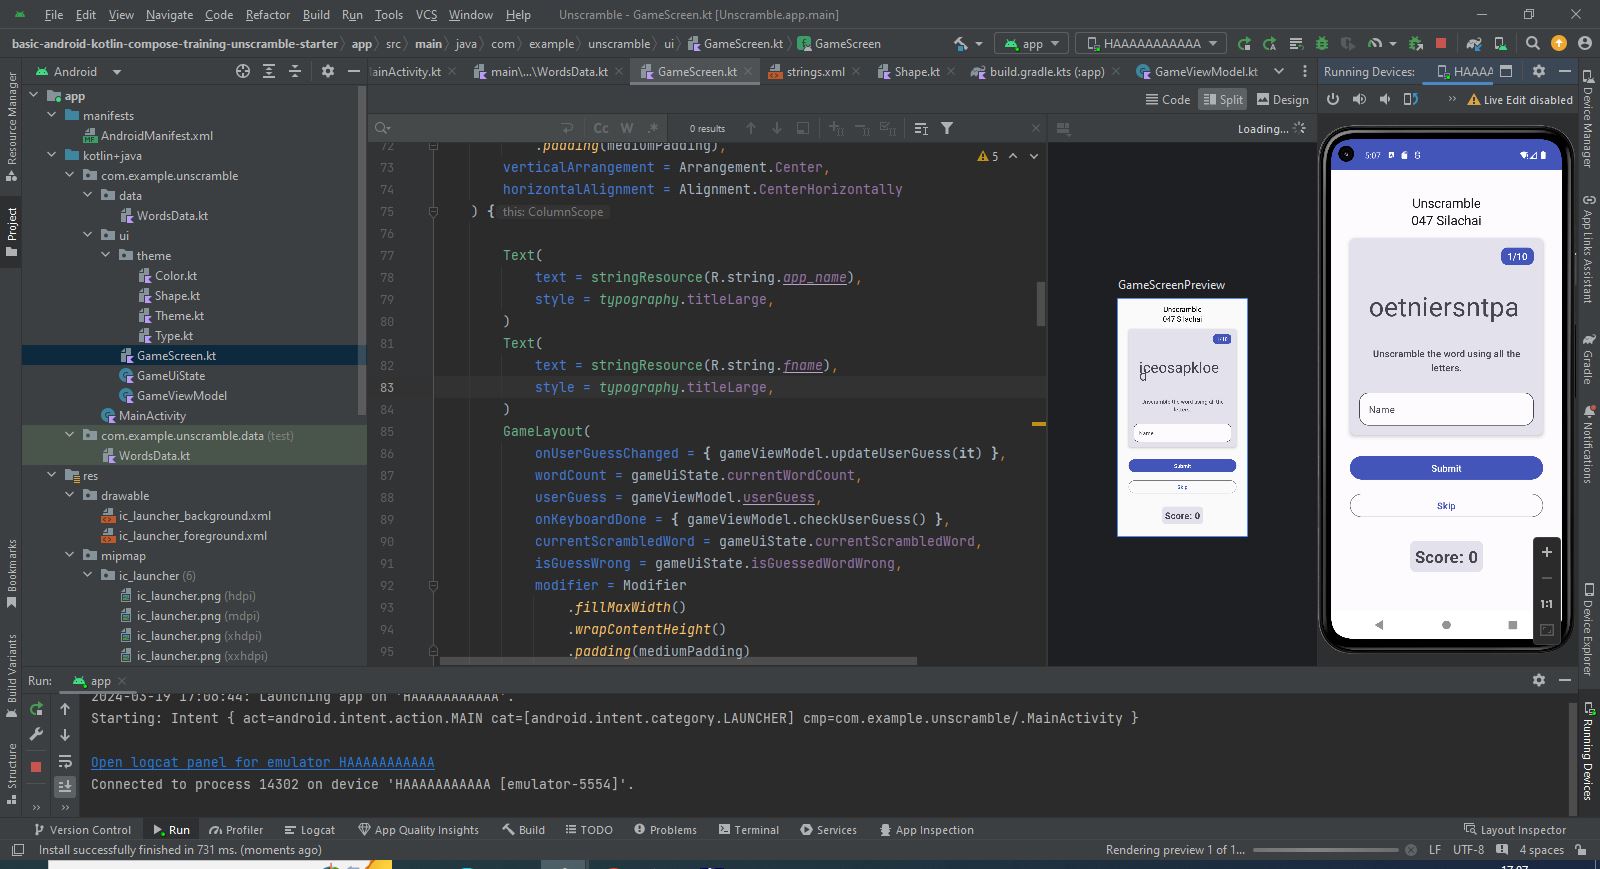 File Edit View Navigate Code Refactor Build Run Tools VCS Window Help Unscramble - GameScreen.kt [Unscramble.app.main]
basic-android-kotlin-compose-training-unscramble-starter app src main java com example unscramble ui GameScreen.kt GameScreen app HAAAAAAAAAAA
Android
ainActivity.kt main\...\WordsData.kt GameScreen.kt strings.xml Shape.kt build.gradle.kts (:app) GameViewModel.kt
Running Devices: HAAAA
Code Split Design
Live Edit disabled
Cc W .* 0 results
Loading...
Resource Manager
Project
Bookmarks
Build Variants
Structure
app
manifests
AndroidManifest.xml
kotlin+java
com.example.unscramble
data
WordsData.kt
ui
theme
Color.kt
Shape.kt
Theme.kt
Type.kt
GameScreen.kt
GameUiState
GameViewModel
MainActivity
com.example.unscramble.data (test)
WordsData.kt
res
drawable
ic_launcher_background.xml
ic_launcher_foreground.xml
mipmap
ic_launcher (6)
ic_launcher.png (hdpi)
ic_launcher.png (mdpi)
ic_launcher.png (xhdpi)
ic_launcher.png (xxhdpi)
5
72 .padding(mediumPadding),
73 verticalArrangement = Arrangement.Center,
74 horizontalAlignment = Alignment.CenterHorizontally
75 ) { this: ColumnScope
76
77 Text(
78 text = stringResource(R.string.app_name),
79 style = typography.titleLarge,
80 )
81 Text(
82 text = stringResource(R.string.fname),
83 style = typography.titleLarge,
84 )
85 GameLayout(
86 onUserGuessChanged = { gameViewModel.updateUserGuess(it) },
87 wordCount = gameUiState.currentWordCount,
88 userGuess = gameViewModel.userGuess,
89 onKeyboardDone = { gameViewModel.checkUserGuess() },
90 currentScrambledWord = gameUiState.currentScrambledWord,
91 isGuessWrong = gameUiState.isGuessedWordWrong,
92 modifier = Modifier
93 .fillMaxWidth()
94 .wrapContentHeight()
95 .padding(mediumPadding)
GameScreenPreview
Unscramble
047 Silachai
1/10
iceosapkloe
d
Unscramble the word using all the
letters.
Name
Submit
Skip
Score: 0
5:07
Unscramble
047 Silachai
1/10
oetniersntpa
Unscramble the word using all the
letters.
Name
Submit
Skip
Score: 0
1:1
Device Manager
App Links Assistant
Gradle
Notifications
Device Explorer
Running Devices
Run: app
2024-03-19 17:06:44: Launching app on 'HAAAAAAAAAAA'.
Starting: Intent { act=android.intent.action.MAIN cat=[android.intent.category.LAUNCHER] cmp=com.example.unscramble/.MainActivity }
Open logcat panel for emulator HAAAAAAAAAAA
Connected to process 14302 on device 'HAAAAAAAAAAA [emulator-5554]'.
Version Control Run Profiler Logcat App Quality Insights Build TODO Problems Terminal Services App Inspection Layout Inspector
Install successfully finished in 731 ms. (moments ago) Rendering preview 1 of 1... LF UTF-8 4 spaces